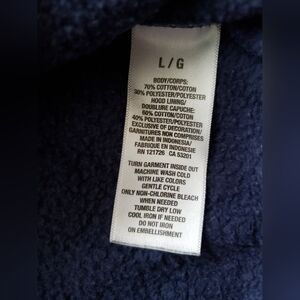 L / G
BODY/CORPS:
70% COTTON/COTON
30% POLYESTER/POLYESTER
HOOD LINING/
DOUBLURE CAPUCHE:
60% COTTON/COTON
40% POLYESTER/POLYESTER
EXCLUSIVE OF DECORATION/
GARNITURES NON COMPRISES
MADE IN INDONESIA/
FABRIQUE EN INDONESIE
RN 121726 CA 53201
TURN GARMENT INSIDE OUT
MACHINE WASH COLD
WITH LIKE COLORS
GENTLE CYCLE
ONLY NON-CHLORINE BLEACH
WHEN NEEDED
TUMBLE DRY LOW
COOL IRON IF NEEDED
DO NOT IRON
ON EMBELLISHMENT